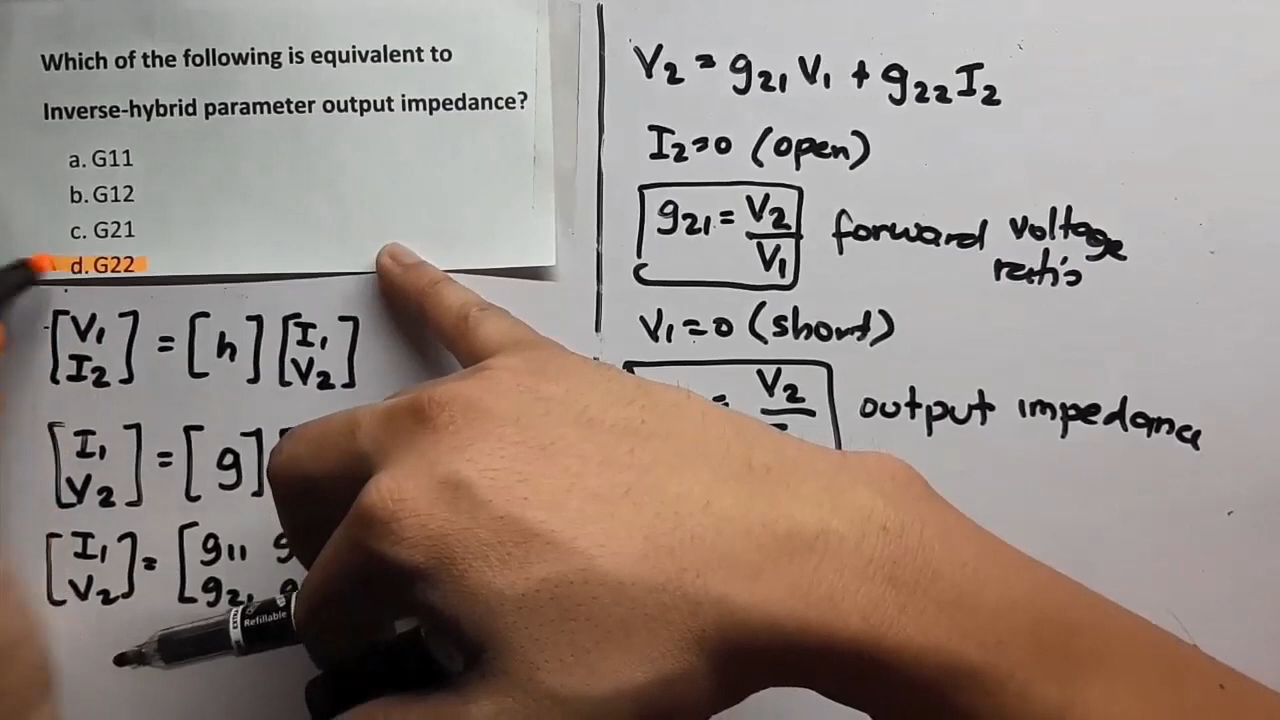 Which of the following is equivalent to
Inverse-hybrid parameter output impedance?
a. G11
b. G12
c. G21
d. G22
[V₁ I₂] = [h] [I₁ V₂]
[I₁ V₂] = [g]
[I₁ V₂] = [g₁₁ g₂₁
Refillable
V₂ = g₂₁ V₁ + g₂₂ I₂
I₂=0 (open)
g₂₁ = V₂/V₁ forward voltage
ratio
V₁=0 (short)
= V₂ output impedance